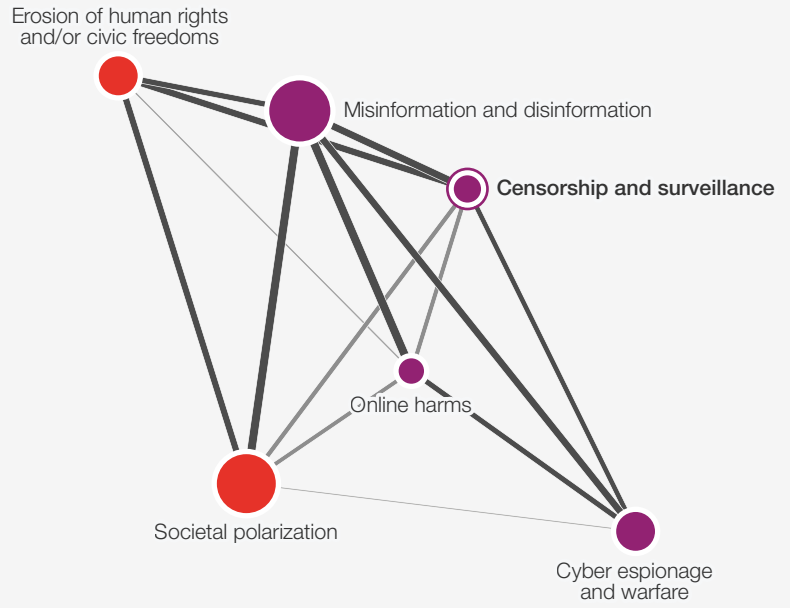 Erosion of human rights
and/or civic freedoms
Misinformation and disinformation
Censorship and surveillance
Online harms
Societal polarization
Cyber espionage
and warfare